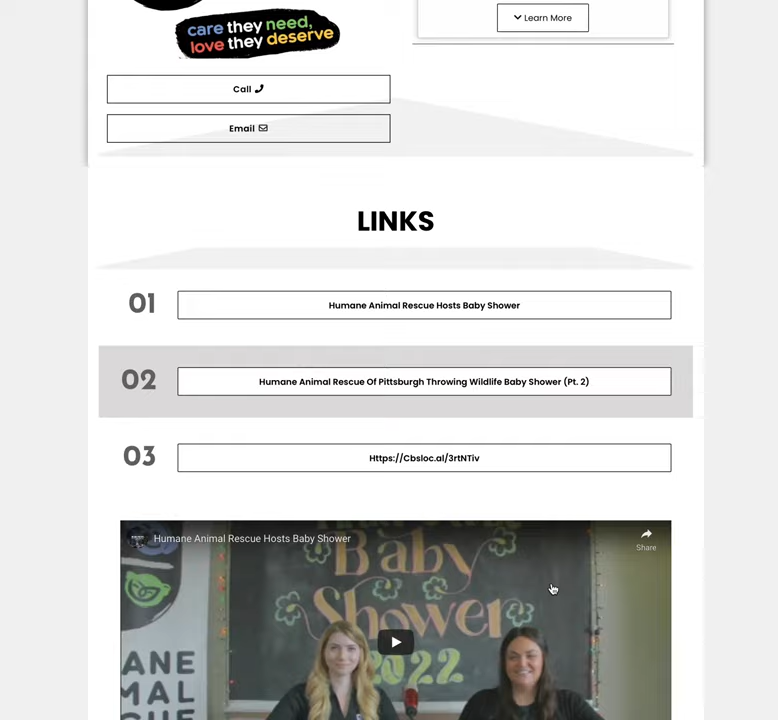 care they need,
love they deserve
Learn More
Call
Email
LINKS
01
Humane Animal Rescue Hosts Baby Shower
02
Humane Animal Rescue Of Pittsburgh Throwing Wildlife Baby Shower (Pt. 2)
03
Https://Cbsloc.al/3rtNTiv
Humane Animal Rescue Hosts Baby Shower
Share
Baby
Shower
2022
ANE
MAL
CUE